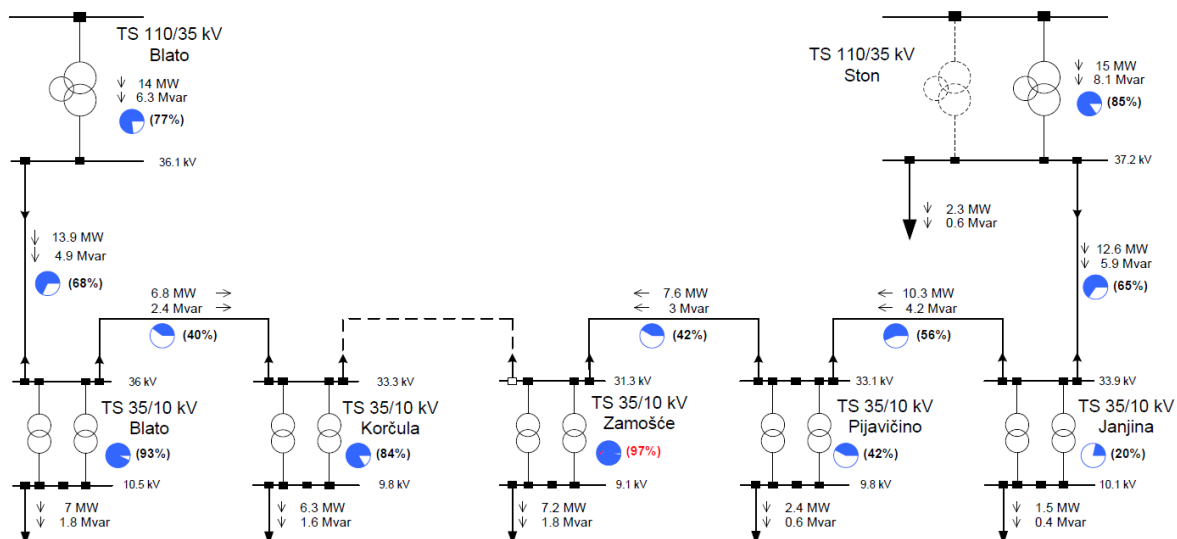 TS 110/35 kV
Blato
14 MW
6.3 Mvar
(77%)
36.1 kV
TS 110/35 kV
Ston
15 MW
8.1 Mvar
(85%)
37.2 kV
2.3 MW
0.6 Mvar
13.9 MW
4.9 Mvar
(68%)
12.6 MW
5.9 Mvar
(65%)
6.8 MW
2.4 Mvar
(40%)
7.6 MW
3 Mvar
(42%)
10.3 MW
4.2 Mvar
(56%)
36 kV
33.3 kV
31.3 kV
33.1 kV
33.9 kV
TS 35/10 kV
Blato
(93%)
10.5 kV
7 MW
1.8 Mvar
TS 35/10 kV
Korčula
(84%)
9.8 kV
6.3 MW
1.6 Mvar
TS 35/10 kV
Zamošće
(97%)
9.1 kV
7.2 MW
1.8 Mvar
TS 35/10 kV
Pijavičino
(42%)
9.8 kV
2.4 MW
0.6 Mvar
TS 35/10 kV
Janjina
(20%)
10.1 kV
1.5 MW
0.4 Mvar